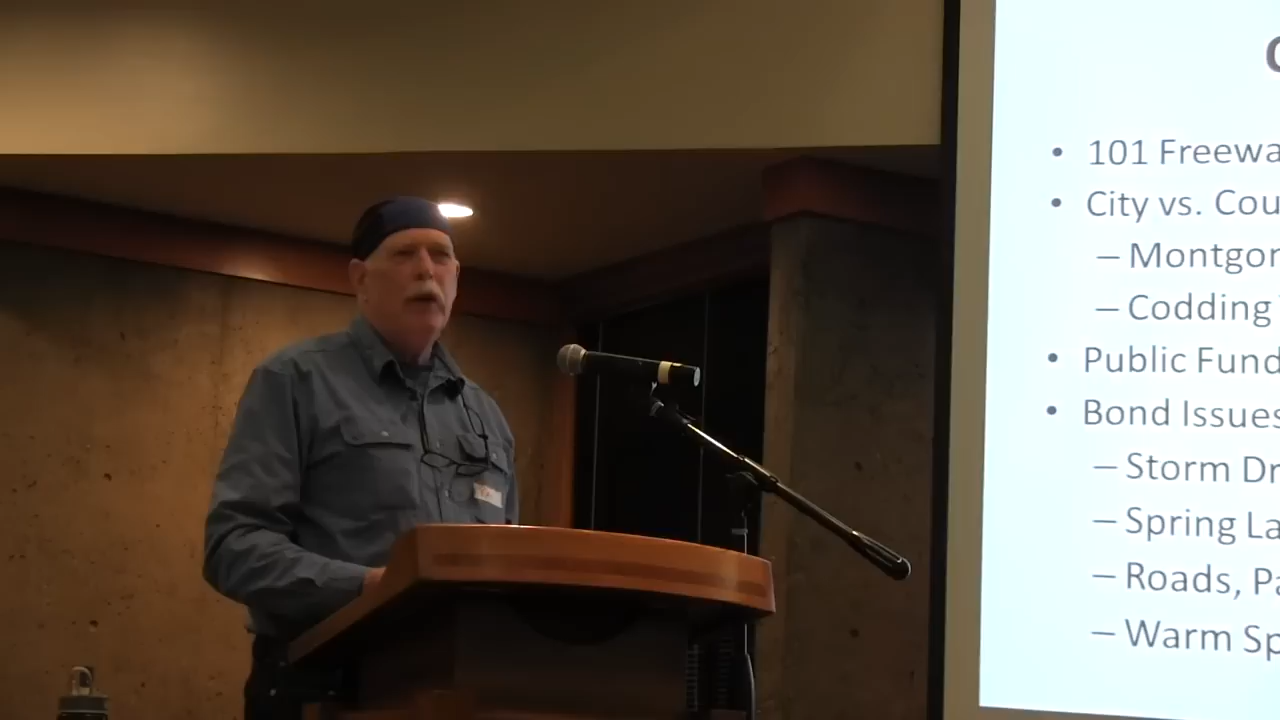 • 101 Freewa
• City vs. Cou
– Montgor
– Codding
• Public Fund
• Bond Issues
– Storm Dr
– Spring La
– Roads, Pa
– Warm Sp